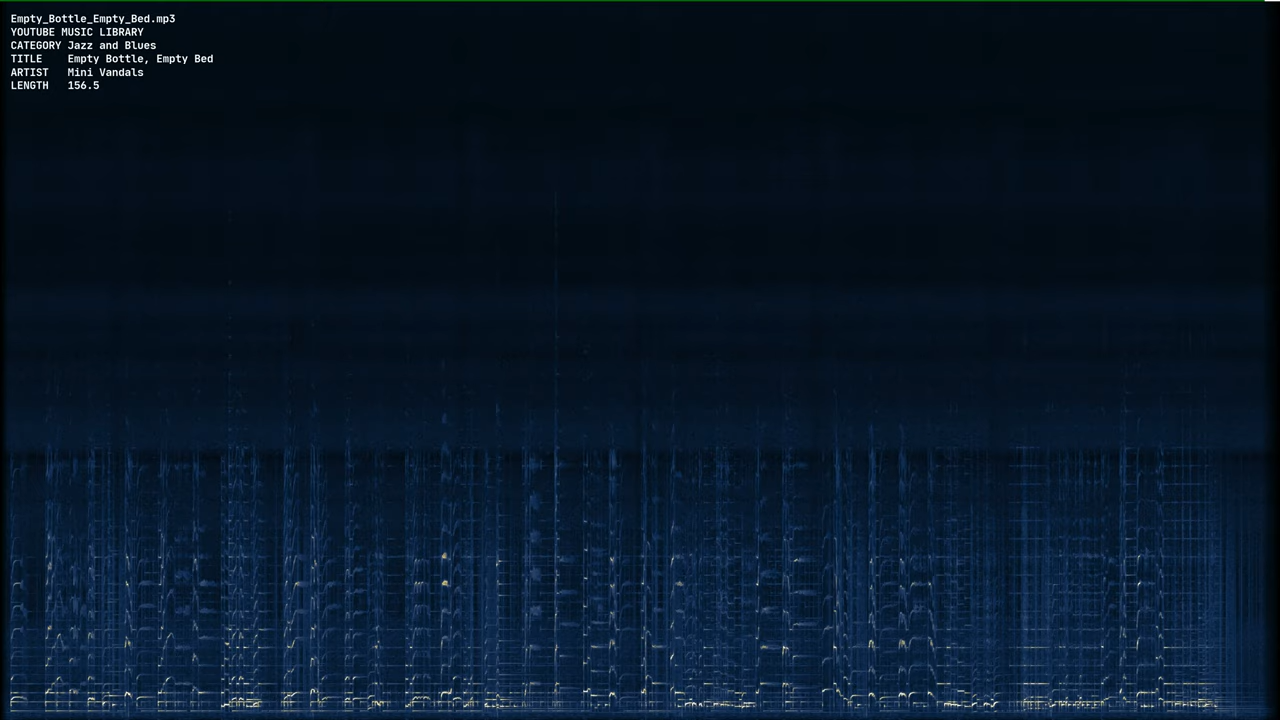 Empty_Bottle_Empty_Bed.mp3
YOUTUBE MUSIC LIBRARY
CATEGORY Jazz and Blues
TITLE Empty Bottle, Empty Bed
ARTIST Mini Vandals
LENGTH 156.5